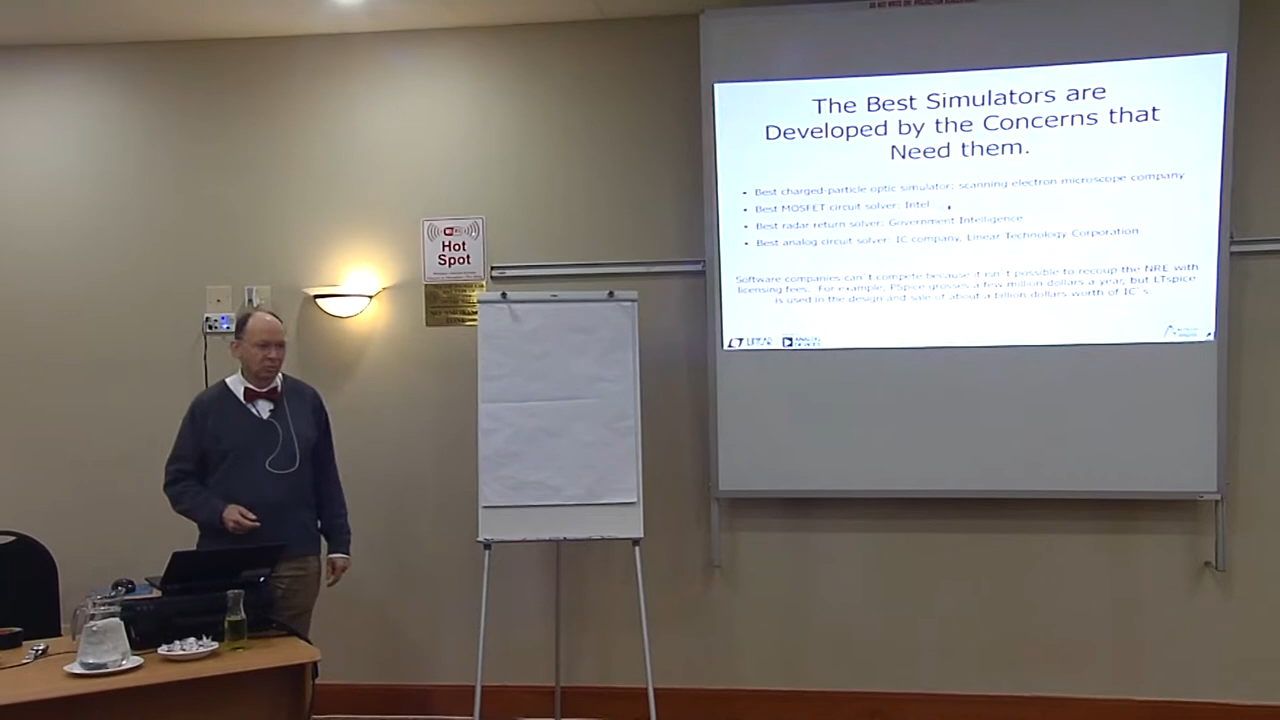 The Best Simulators are
Developed by the Concerns that
Need them.
• Best charged-particle optic simulator: scanning electron microscope company
• Best MOSFET circuit solver: Intel
• Best radar return solver: Government Intelligence
• Best analog circuit solver: IC company, Linear Technology Corporation
Software companies can't compete because it isn't possible to recoup the NRE with
licensing fees. For example, PSpice grosses a few million dollars a year, but LTspice
is used in the design and sale of about a billion dollars worth of IC's.
LINEAR
ANALOG
DEVICES
Hot
Spot